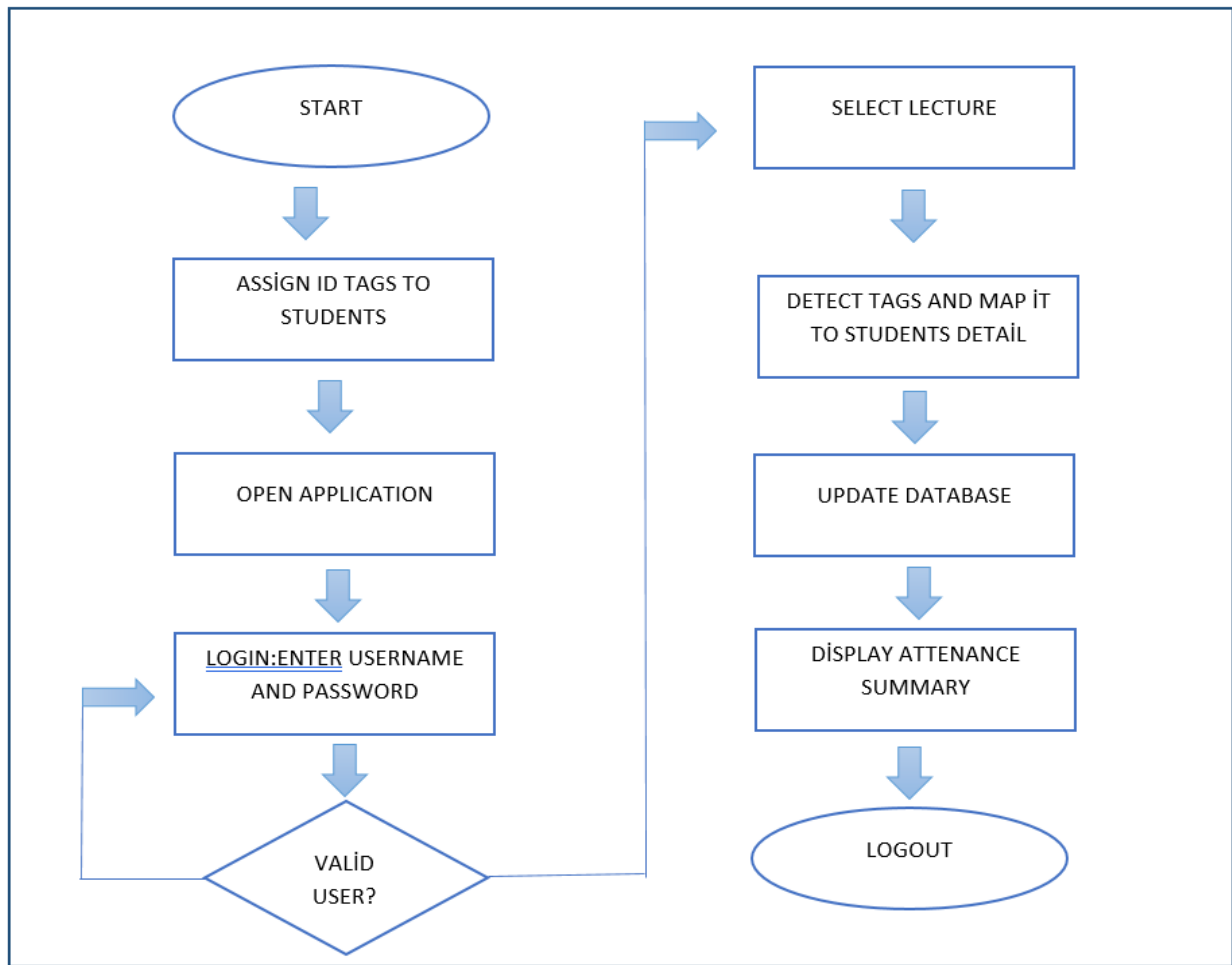 START
ASSİGN ID TAGS TO
STUDENTS
OPEN APPLICATION
LOGIN:ENTER USERNAME
AND PASSWORD
VALİD
USER?
SELECT LECTURE
DETECT TAGS AND MAP İT
TO STUDENTS DETAIL
UPDATE DATABASE
DİSPLAY ATTENANCE
SUMMARY
LOGOUT